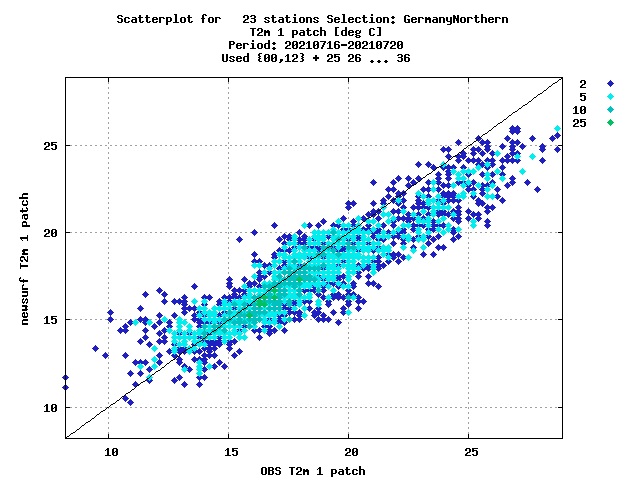 Scatterplot for   23 stations Selection: GermanyNorthern
T2m 1 patch [deg C]
Period: 20210716-20210720
Used {00,12} + 25 26 ... 36
2
5
10
25
25
20
15
10
newsurf T2m 1 patch
10 15 20 25
OBS T2m 1 patch